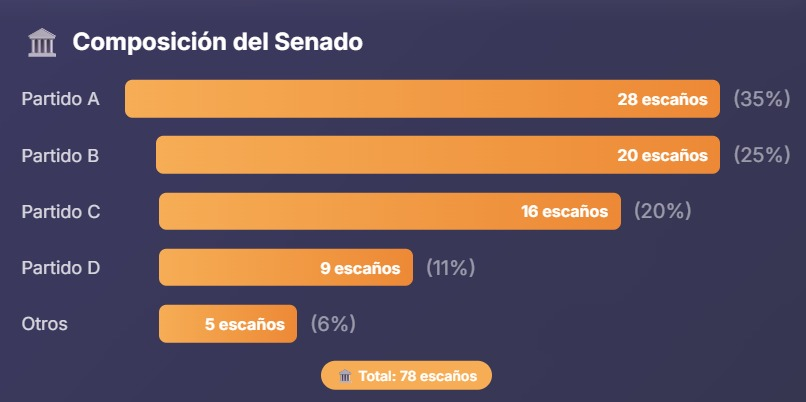 Composición del Senado
Partido A 28 escaños (35%)
Partido B 20 escaños (25%)
Partido C 16 escaños (20%)
Partido D 9 escaños (11%)
Otros 5 escaños (6%)
Total: 78 escaños